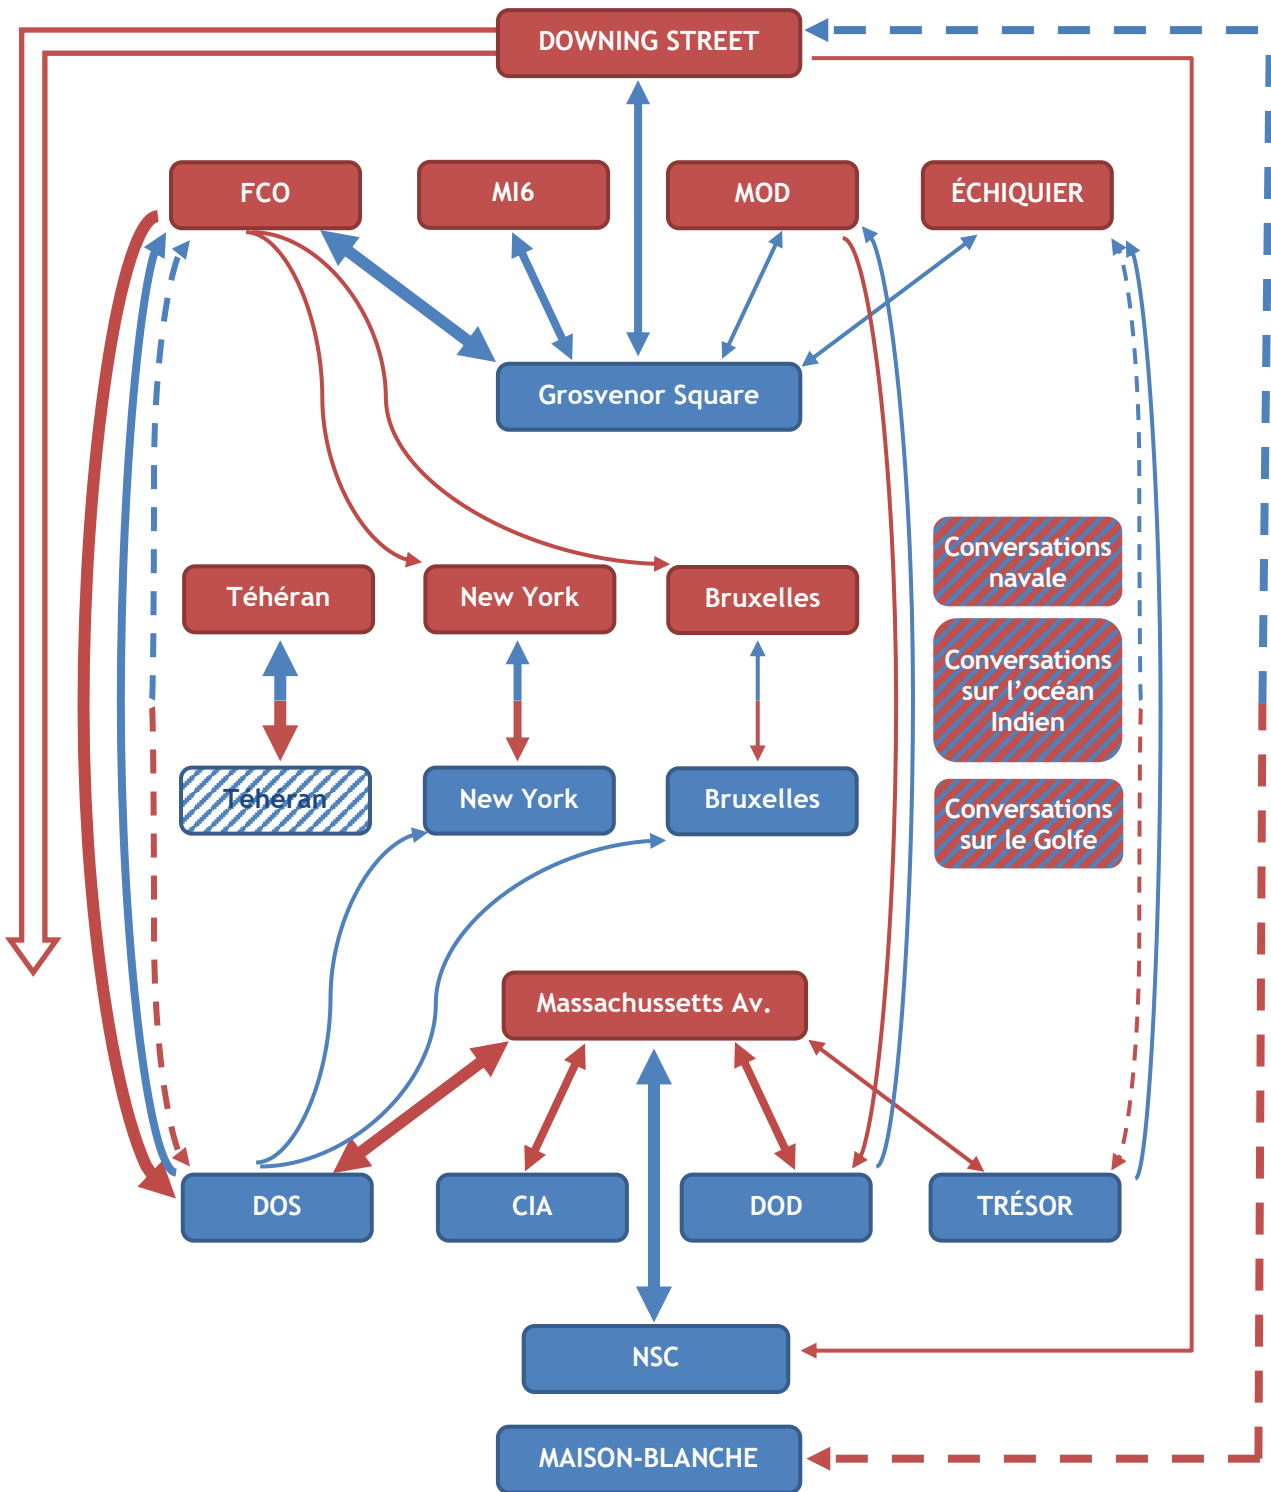 DOWNING STREET
FCO
MI6
MOD
ÉCHIQUIER
Grosvenor Square
Conversations
navale
Téhéran
New York
Bruxelles
Conversations
sur l'océan
Indien
Téhéran
New York
Bruxelles
Conversations
sur le Golfe
Massachussetts Av.
DOS
CIA
DOD
TRÉSOR
NSC
MAISON-BLANCHE